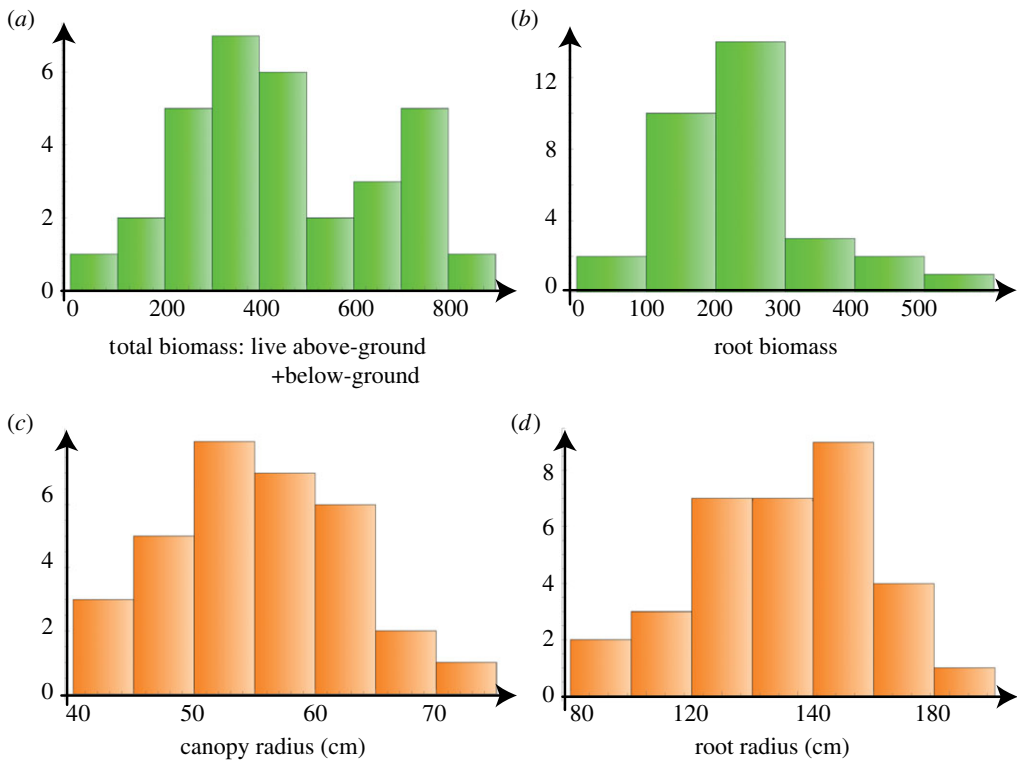 (a)
6
4
2
0
0 200 400 600 800
total biomass: live above-ground
+below-ground
(b)
12
8
4
0
0 100 200 300 400 500
root biomass
(c)
6
4
2
0
40 50 60 70
canopy radius (cm)
(d)
8
6
4
2
0
80 120 140 180
root radius (cm)